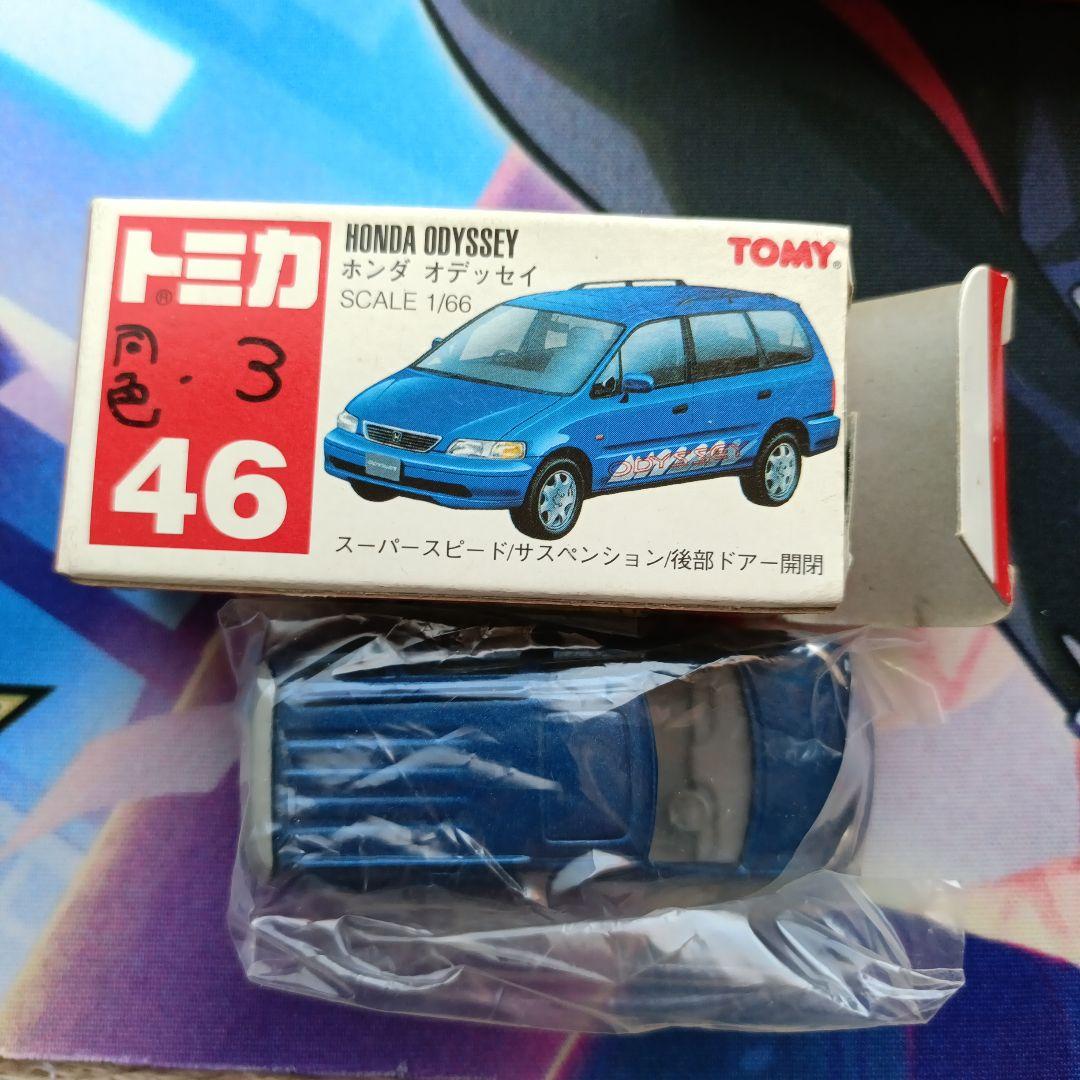 トミカ®
同色・3
46
HONDA ODYSSEY
ホンダ オデッセイ
SCALE 1/66
TOMY®
ODYSSEY
ODYSSEY
スーパースピード/サスペンション/後部ドアー開閉